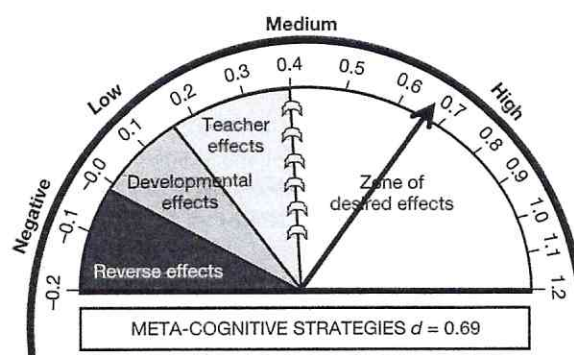 Medium
Low
High
Negative
-0.2
-0.1
-0.0
0.1
0.2
0.3
0.4
0.5
0.6
0.7
0.8
0.9
1.0
1.1
1.2
Teacher
effects
Developmental
effects
Reverse effects
Zone of
desired effects
META-COGNITIVE STRATEGIES d = 0.69